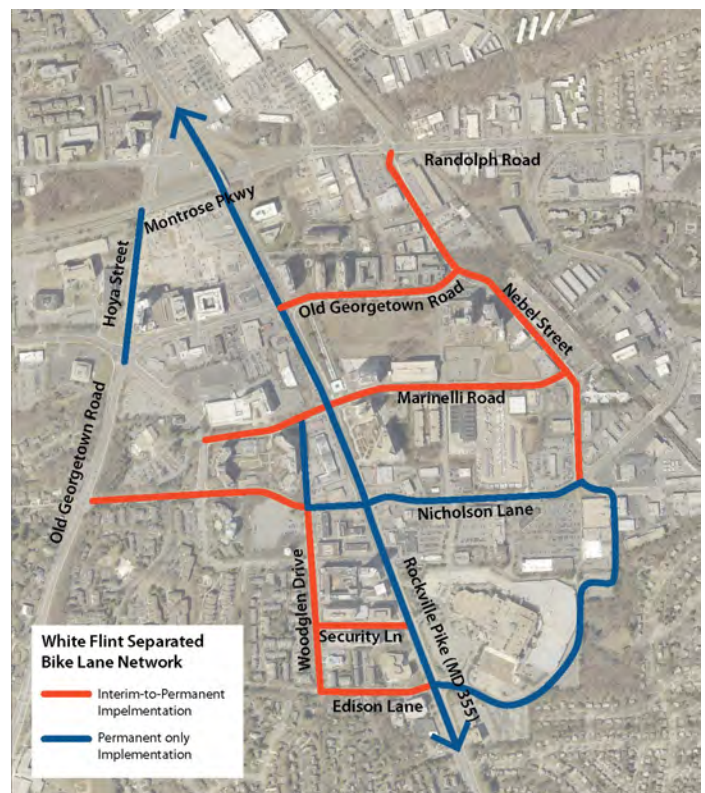 Randolph Road
Montrose Pkwy
Hoya Street
Old Georgetown Road
Nebel Street
Marinelli Road
Old Georgetown Road
Nicholson Lane
Woodglen Drive
Rockville Pike (MD 355)
Security Ln
Edison Lane
White Flint Separated
Bike Lane Network
Interim-to-Permanent
Impelmentation
Permanent only
Implementation